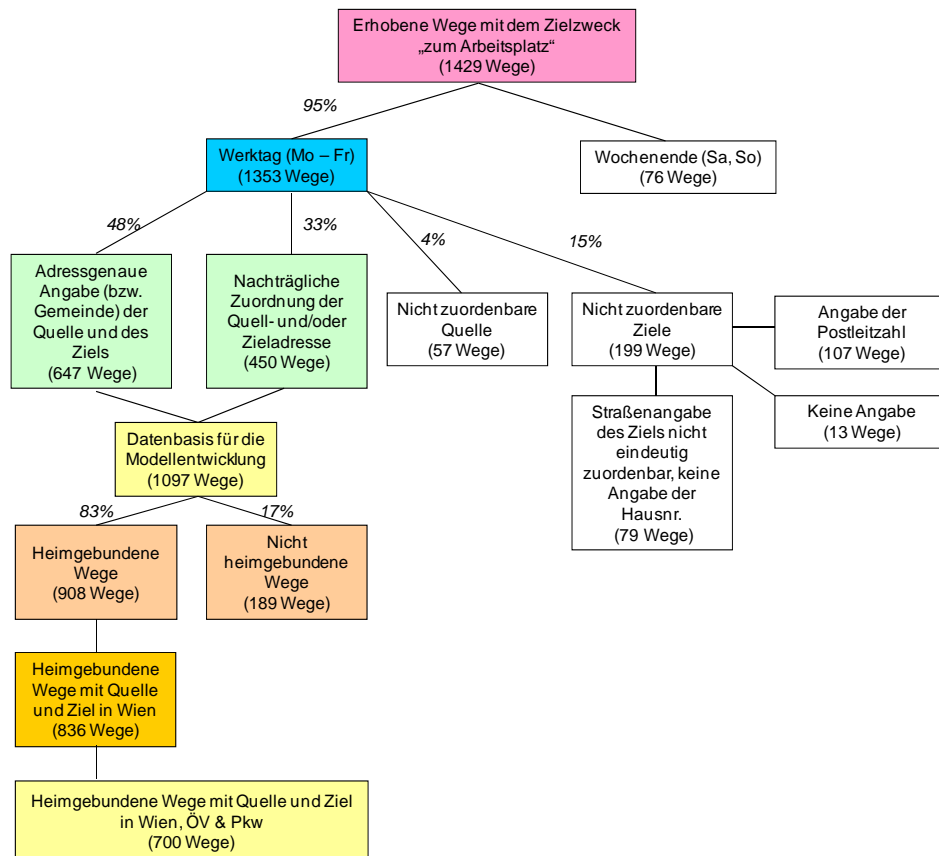 Erhobene Wege mit dem Zielzweck
„zum Arbeitsplatz“
(1429 Wege)
95%
Werktag (Mo – Fr)
(1353 Wege)
Wochenende (Sa, So)
(76 Wege)
48%
33%
4%
15%
Adressgenaue
Angabe (bzw.
Gemeinde) der
Quelle und des
Ziels
(647 Wege)
Nachträgliche
Zuordnung der
Quell- und/oder
Zieladresse
(450 Wege)
Nicht zuordenbare
Quelle
(57 Wege)
Nicht zuordenbare
Ziele
(199 Wege)
Angabe der
Postleitzahl
(107 Wege)
Straßenangabe
des Ziels nicht
eindeutig
zuordenbar, keine
Angabe der
Hausnr.
(79 Wege)
Keine Angabe
(13 Wege)
Datenbasis für die
Modellentwicklung
(1097 Wege)
83%
17%
Heimgebundene
Wege
(908 Wege)
Nicht
heimgebundene
Wege
(189 Wege)
Heimgebundene
Wege mit Quelle
und Ziel in Wien
(836 Wege)
Heimgebundene Wege mit Quelle und Ziel
in Wien, ÖV & Pkw
(700 Wege)